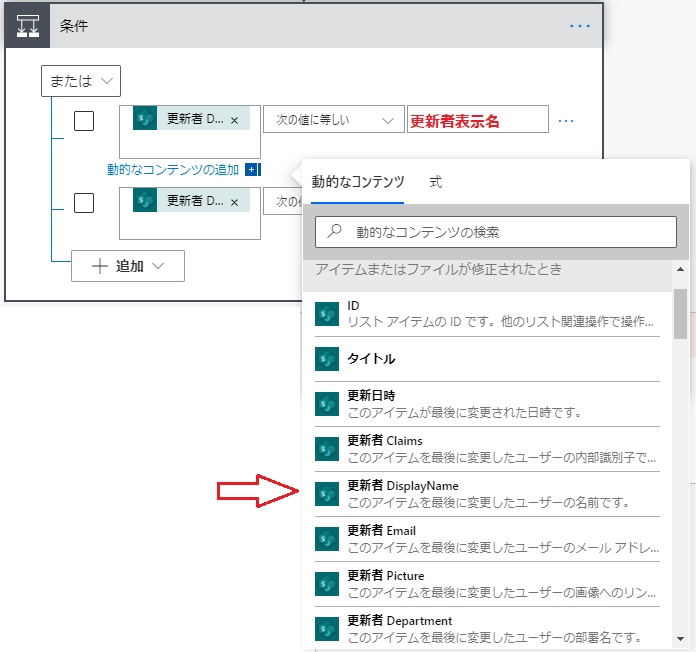 条件
または
更新者 D... ×
次の値に等しい
更新者表示名
動的なコンテンツの追加
更新者 D... ×
次の
追加
動的なコンテンツ
式
動的なコンテンツの検索
アイテムまたはファイルが修正されたとき
ID
リスト アイテムの ID です。他のリスト関連操作で操作...
タイトル
更新日時
このアイテムが最後に変更された日時です。
更新者 Claims
このアイテムを最後に変更したユーザーの内部識別子で...
更新者 DisplayName
このアイテムを最後に変更したユーザーの名前です。
更新者 Email
このアイテムを最後に変更したユーザーのメール アドレ...
更新者 Picture
このアイテムを最後に変更したユーザーの画像へのリン...
更新者 Department
このアイテムを最後に変更したユーザーの部署名です。